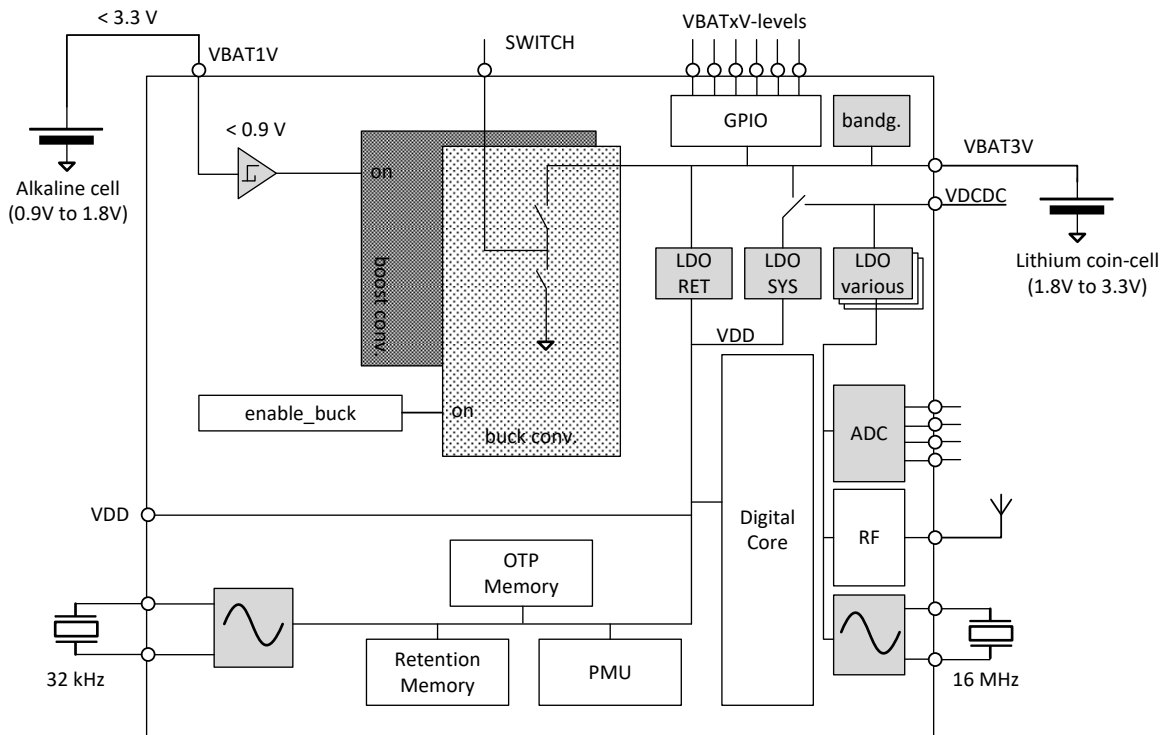 < 3.3 V
VBAT1V
SWITCH
VBATxV-levels
GPIO
bandg.
< 0.9 V
on
VBAT3V
Alkaline cell
(0.9V to 1.8V)
VDCDC
boost conv.
LDO
RET
LDO
SYS
LDO
various
Lithium coin-cell
(1.8V to 3.3V)
VDD
enable_buck
on
buck conv.
ADC
VDD
Digital
Core
RF
OTP
Memory
Retention
Memory
PMU
32 kHz
16 MHz